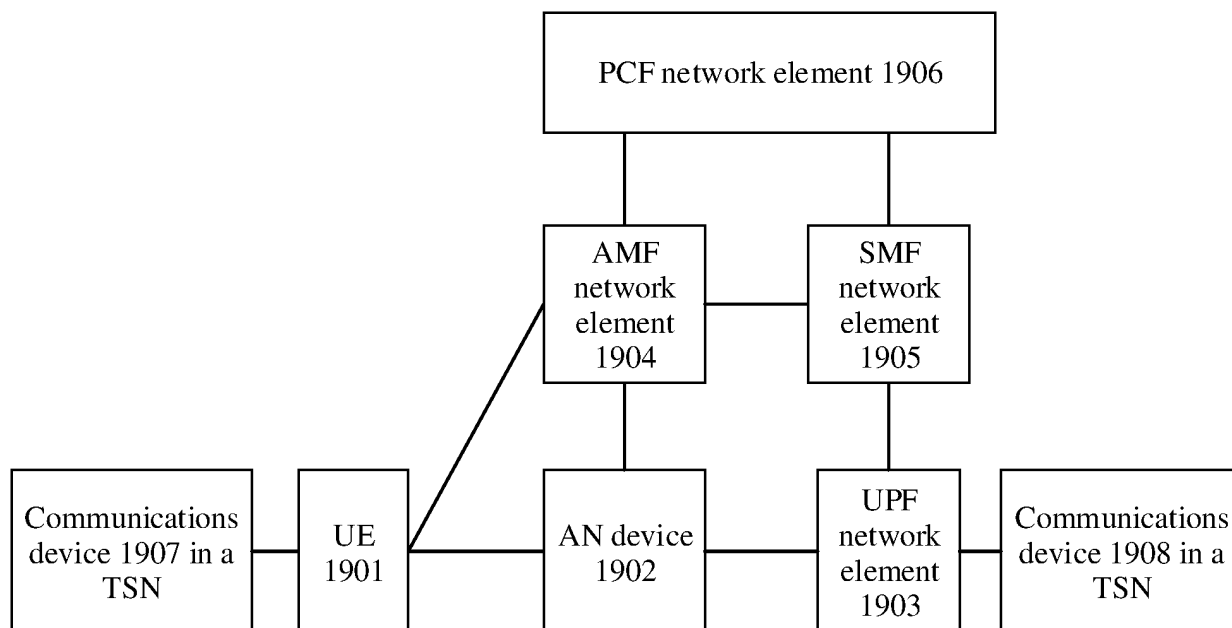 PCF network element 1906
AMF
network
element
1904
SMF
network
element
1905
Communications
device 1907 in a
TSN
UE
1901
AN device
1902
UPF
network
element
1903
Communications
device 1908 in a
TSN